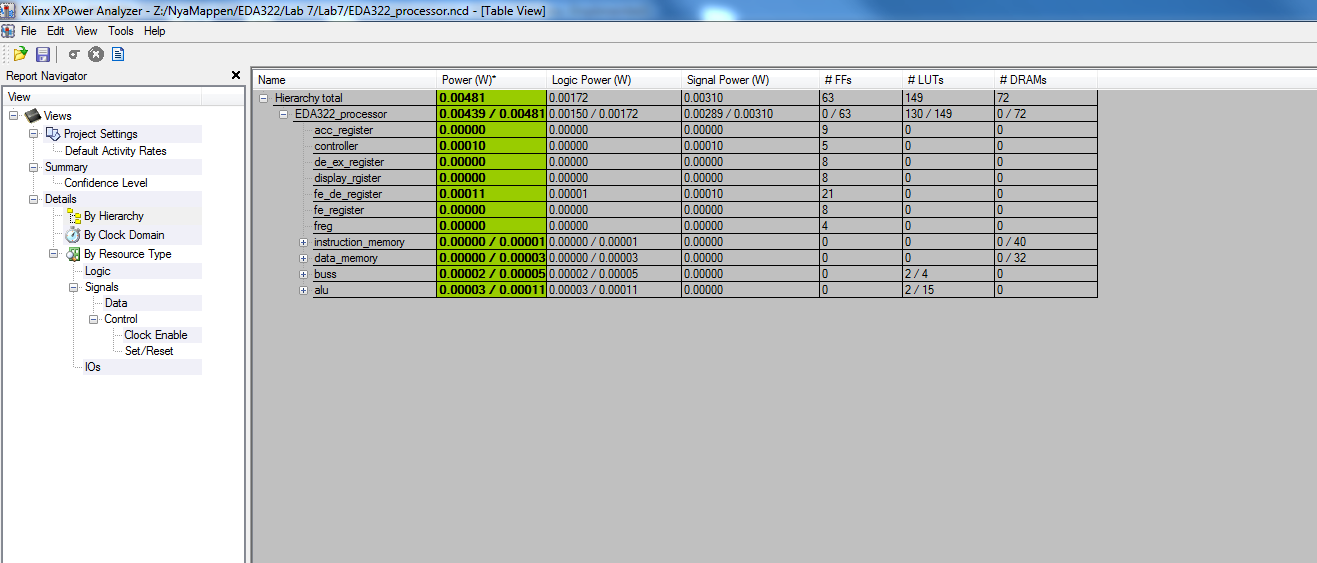 Xilinx XPower Analyzer - Z:/NyaMappen/EDA322/Lab 7/Lab7/EDA322_processor.ncd - [Table View]
File Edit View Tools Help
Report Navigator
View
Views
Project Settings
Default Activity Rates
Summary
Confidence Level
Details
By Hierarchy
By Clock Domain
By Resource Type
Logic
Signals
Data
Control
Clock Enable
Set/Reset
IOs
Name Power (W)* Logic Power (W) Signal Power (W) # FFs # LUTs # DRAMs
Hierarchy total 0.00481 0.00172 0.00310 63 149 72
EDA322_processor 0.00439 / 0.00481 0.00150 / 0.00172 0.00289 / 0.00310 0 / 63 130 / 149 0 / 72
acc_register 0.00000 0.00000 0.00000 9 0 0
controller 0.00010 0.00000 0.00010 5 0 0
de_ex_register 0.00000 0.00000 0.00000 8 0 0
display_rgister 0.00000 0.00000 0.00000 8 0 0
fe_de_register 0.00011 0.00001 0.00010 21 0 0
fe_register 0.00000 0.00000 0.00000 8 0 0
freg 0.00000 0.00000 0.00000 4 0 0
instruction_memory 0.00000 / 0.00001 0.00000 / 0.00001 0.00000 0 0 0 / 40
data_memory 0.00000 / 0.00003 0.00000 / 0.00003 0.00000 0 0 0 / 32
buss 0.00002 / 0.00005 0.00002 / 0.00005 0.00000 0 2 / 4 0
alu 0.00003 / 0.00011 0.00003 / 0.00011 0.00000 0 2 / 15 0